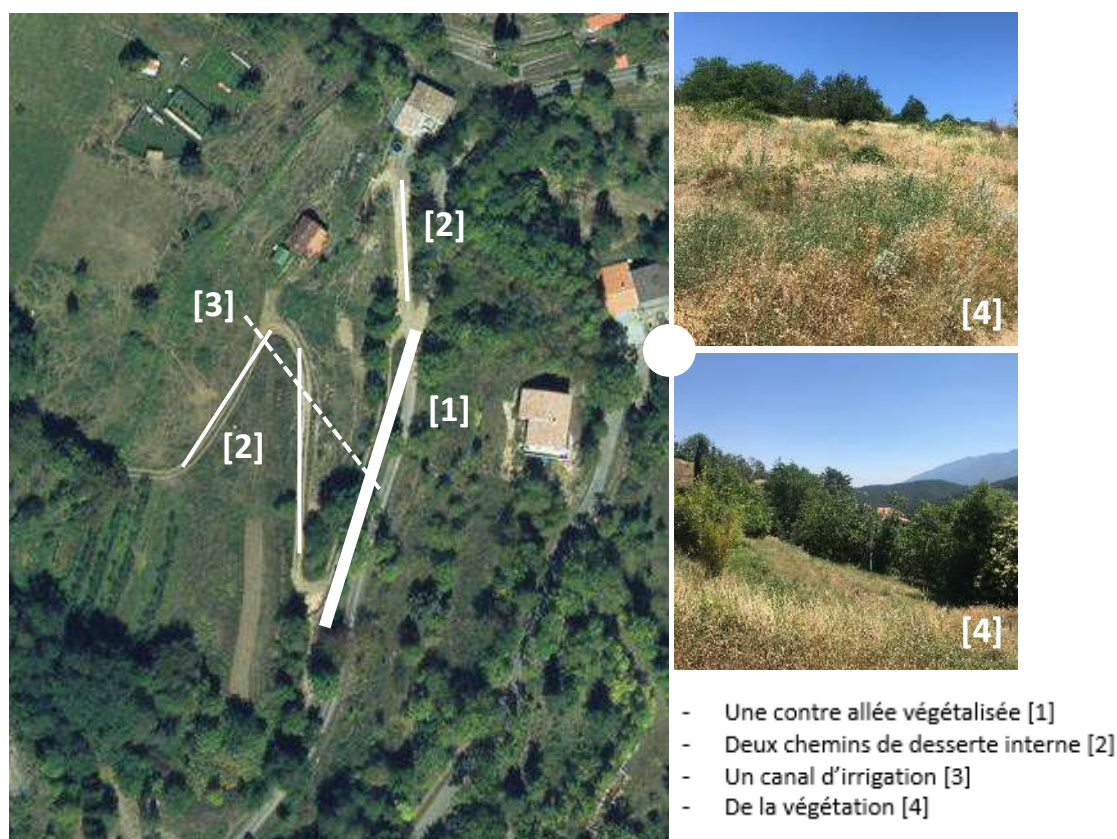 [2]
[3]
[1]
[2]
[4]
[4]
- Une contre allée végétalisée [1]
- Deux chemins de desserte interne [2]
- Un canal d'irrigation [3]
- De la végétation [4]